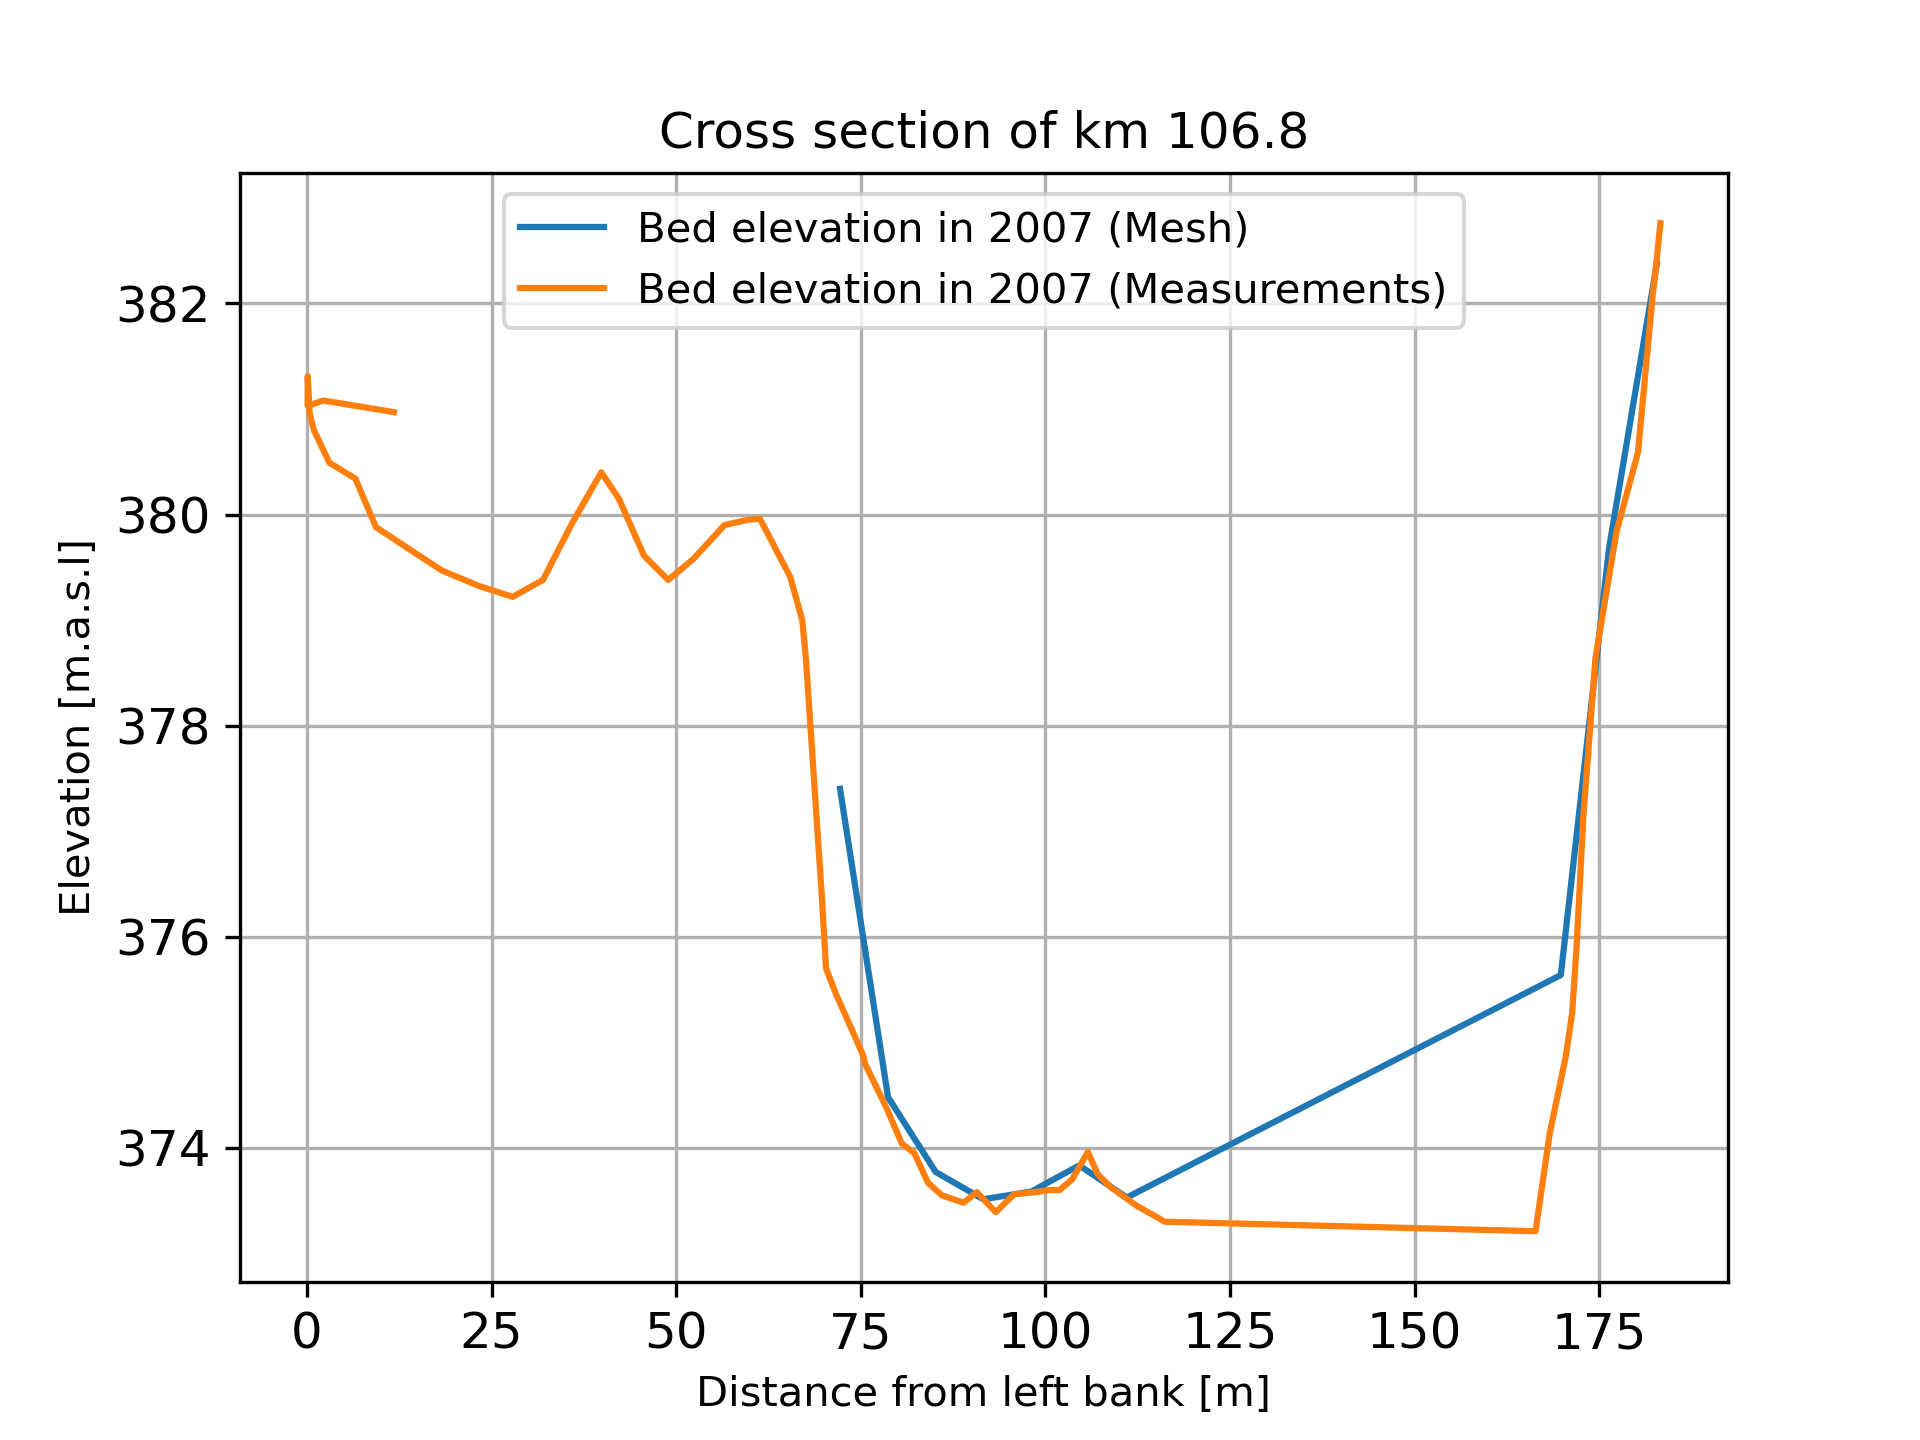 Cross section of km 106.8
Bed elevation in 2007 (Mesh)
Bed elevation in 2007 (Measurements)
Elevation [m.a.s.l]
382
380
378
376
374
0 25 50 75 100 125 150 175
Distance from left bank [m]